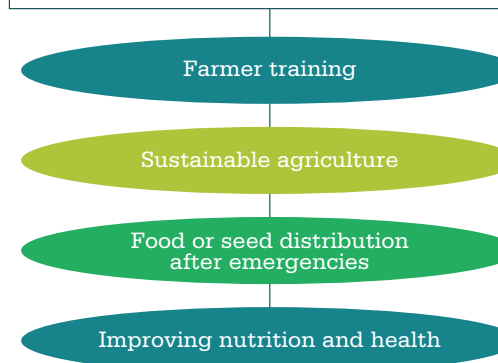 Farmer training
Sustainable agriculture
Food or seed distribution
after emergencies
Improving nutrition and health